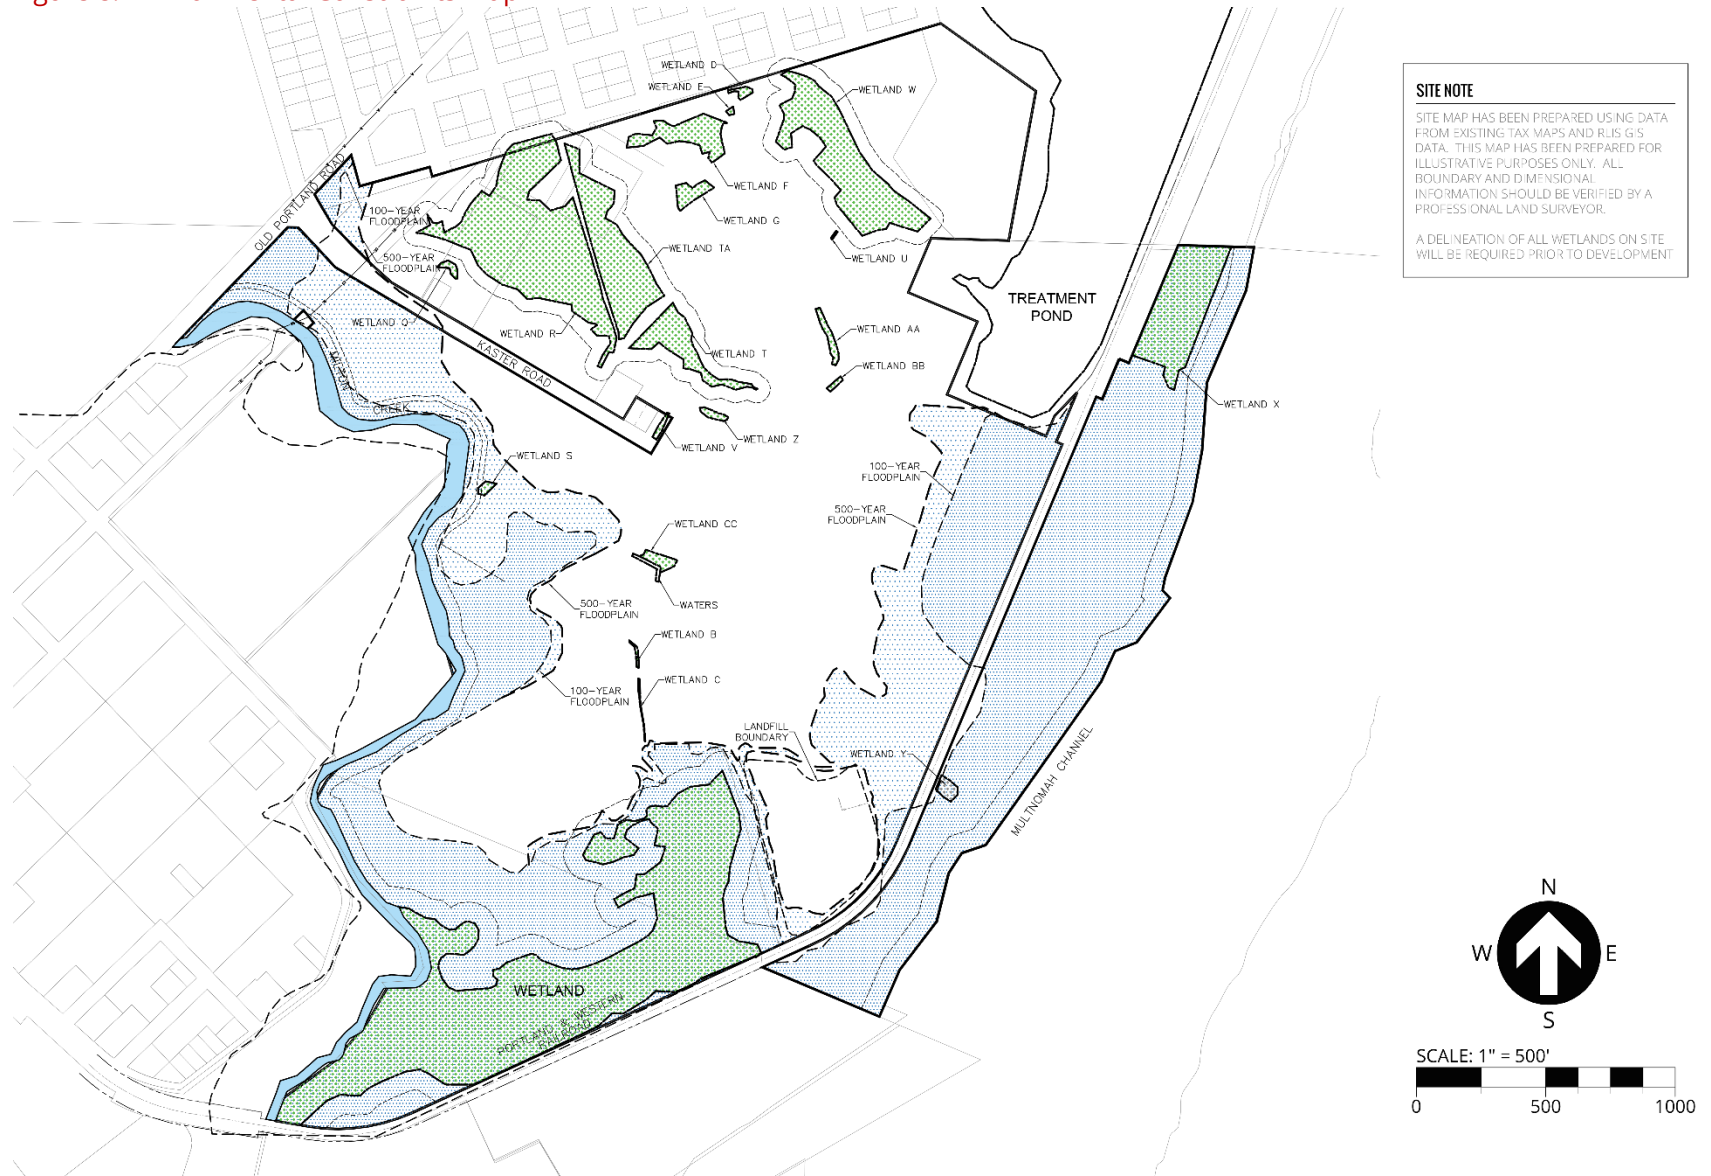 WETLAND D
WETLAND E
WETLAND W
WETLAND F
WETLAND G
WETLAND TA
WETLAND U
OLD PORTLAND ROAD
100-YEAR
FLOODPLAIN
500-YEAR
FLOODPLAIN
WETLAND Q
WETLAND R
KASTER ROAD
WETLAND T
WETLAND AA
WETLAND BB
TREATMENT
POND
WETLAND X
MILTON
CREEK
WETLAND Z
WETLAND V
WETLAND S
100-YEAR
FLOODPLAIN
500-YEAR
FLOODPLAIN
WETLAND CC
WATERS
500-YEAR
FLOODPLAIN
WETLAND B
WETLAND C
100-YEAR
FLOODPLAIN
LANDFILL
BOUNDARY
WETLAND Y
MULTNOMAH CHANNEL
WETLAND
PORTLAND & WESTERN
RAILROAD
SITE NOTE
SITE MAP HAS BEEN PREPARED USING DATA
FROM EXISTING TAX MAPS AND RLIS GIS
DATA. THIS MAP HAS BEEN PREPARED FOR
ILLUSTRATIVE PURPOSES ONLY. ALL
BOUNDARY AND DIMENSIONAL
INFORMATION SHOULD BE VERIFIED BY A
PROFESSIONAL LAND SURVEYOR.
A DELINEATION OF ALL WETLANDS ON SITE
WILL BE REQUIRED PRIOR TO DEVELOPMENT
N
W
E
S
SCALE: 1" = 500'
0 500 1000